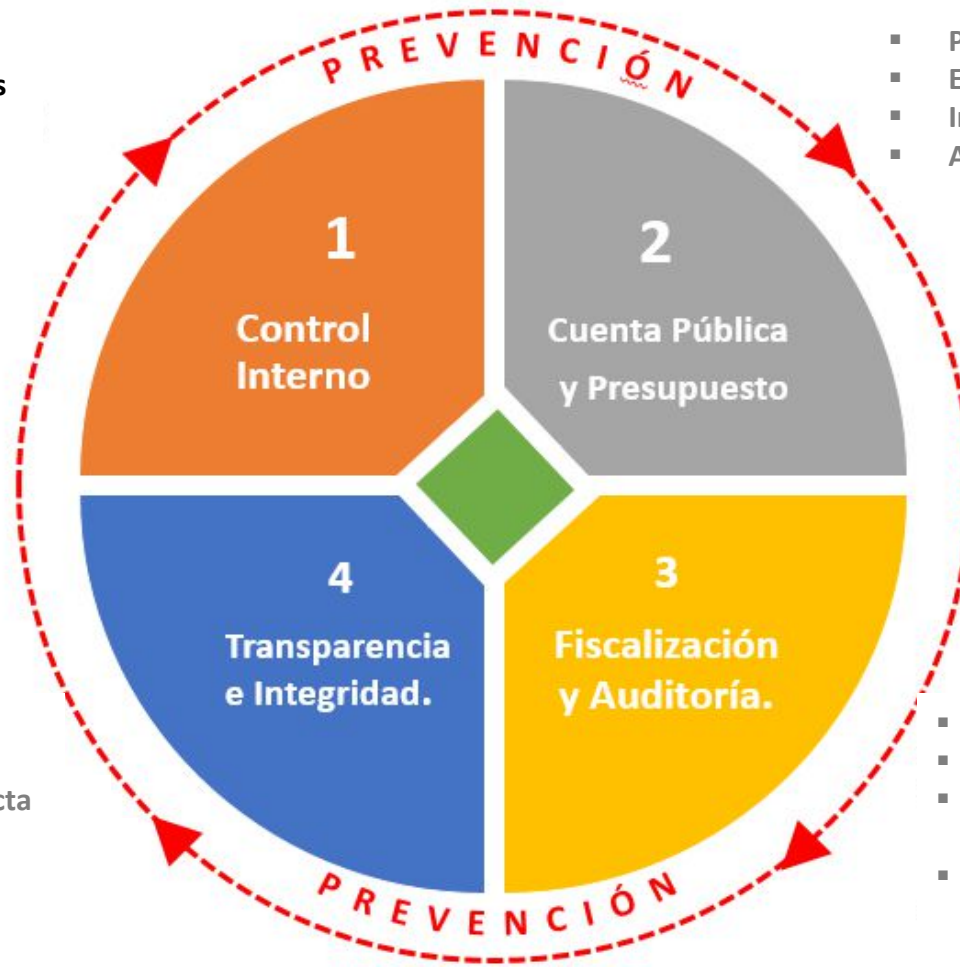 PREVENCIÓN
1
Control
Interno
2
Cuenta Pública
y Presupuesto
4
Transparencia
e Integridad.
3
Fiscalización
y Auditoría.
PREVENCIÓN